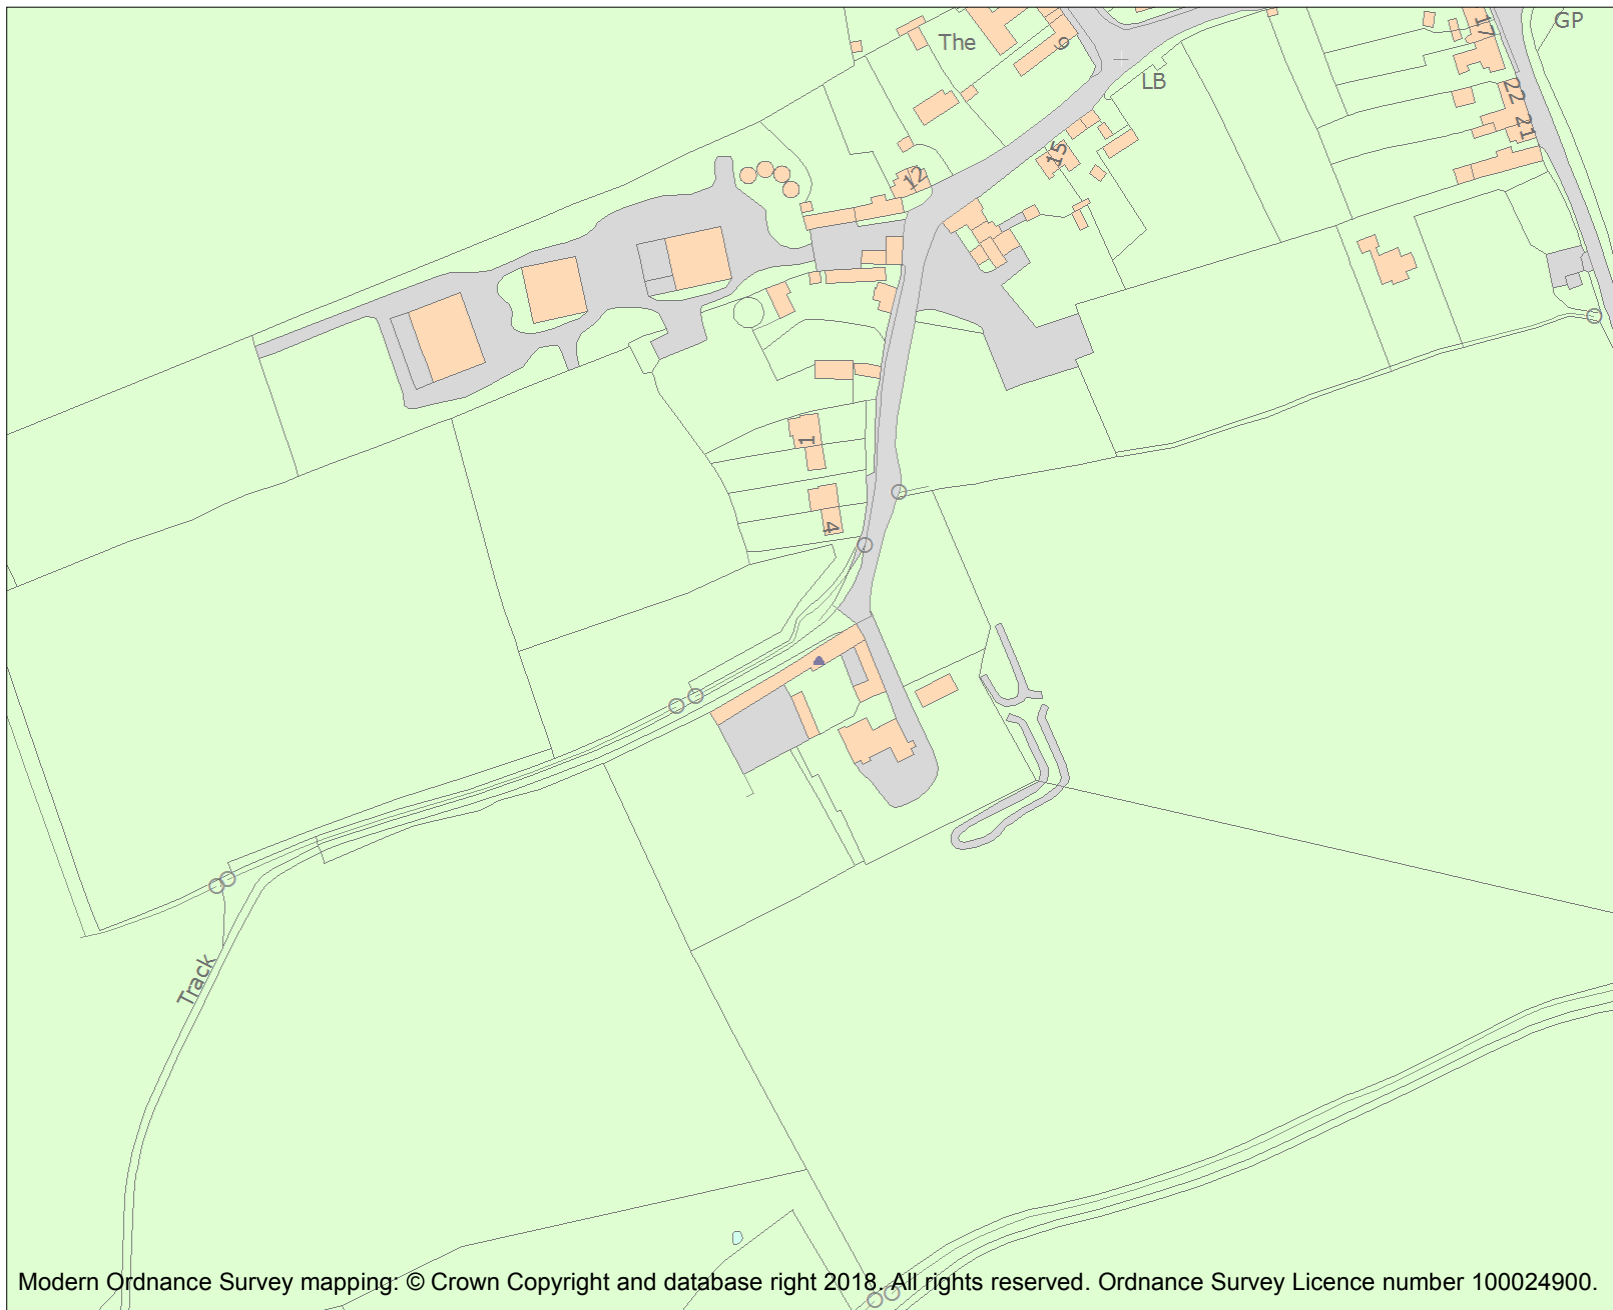 GP
17
The
9
LB
22
21
15
12
1
4
Track
Modern Ordnance Survey mapping: © Crown Copyright and database right 2018. All rights reserved. Ordnance Survey Licence number 100024900.